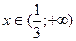 x ∈ (1/3; +∞)